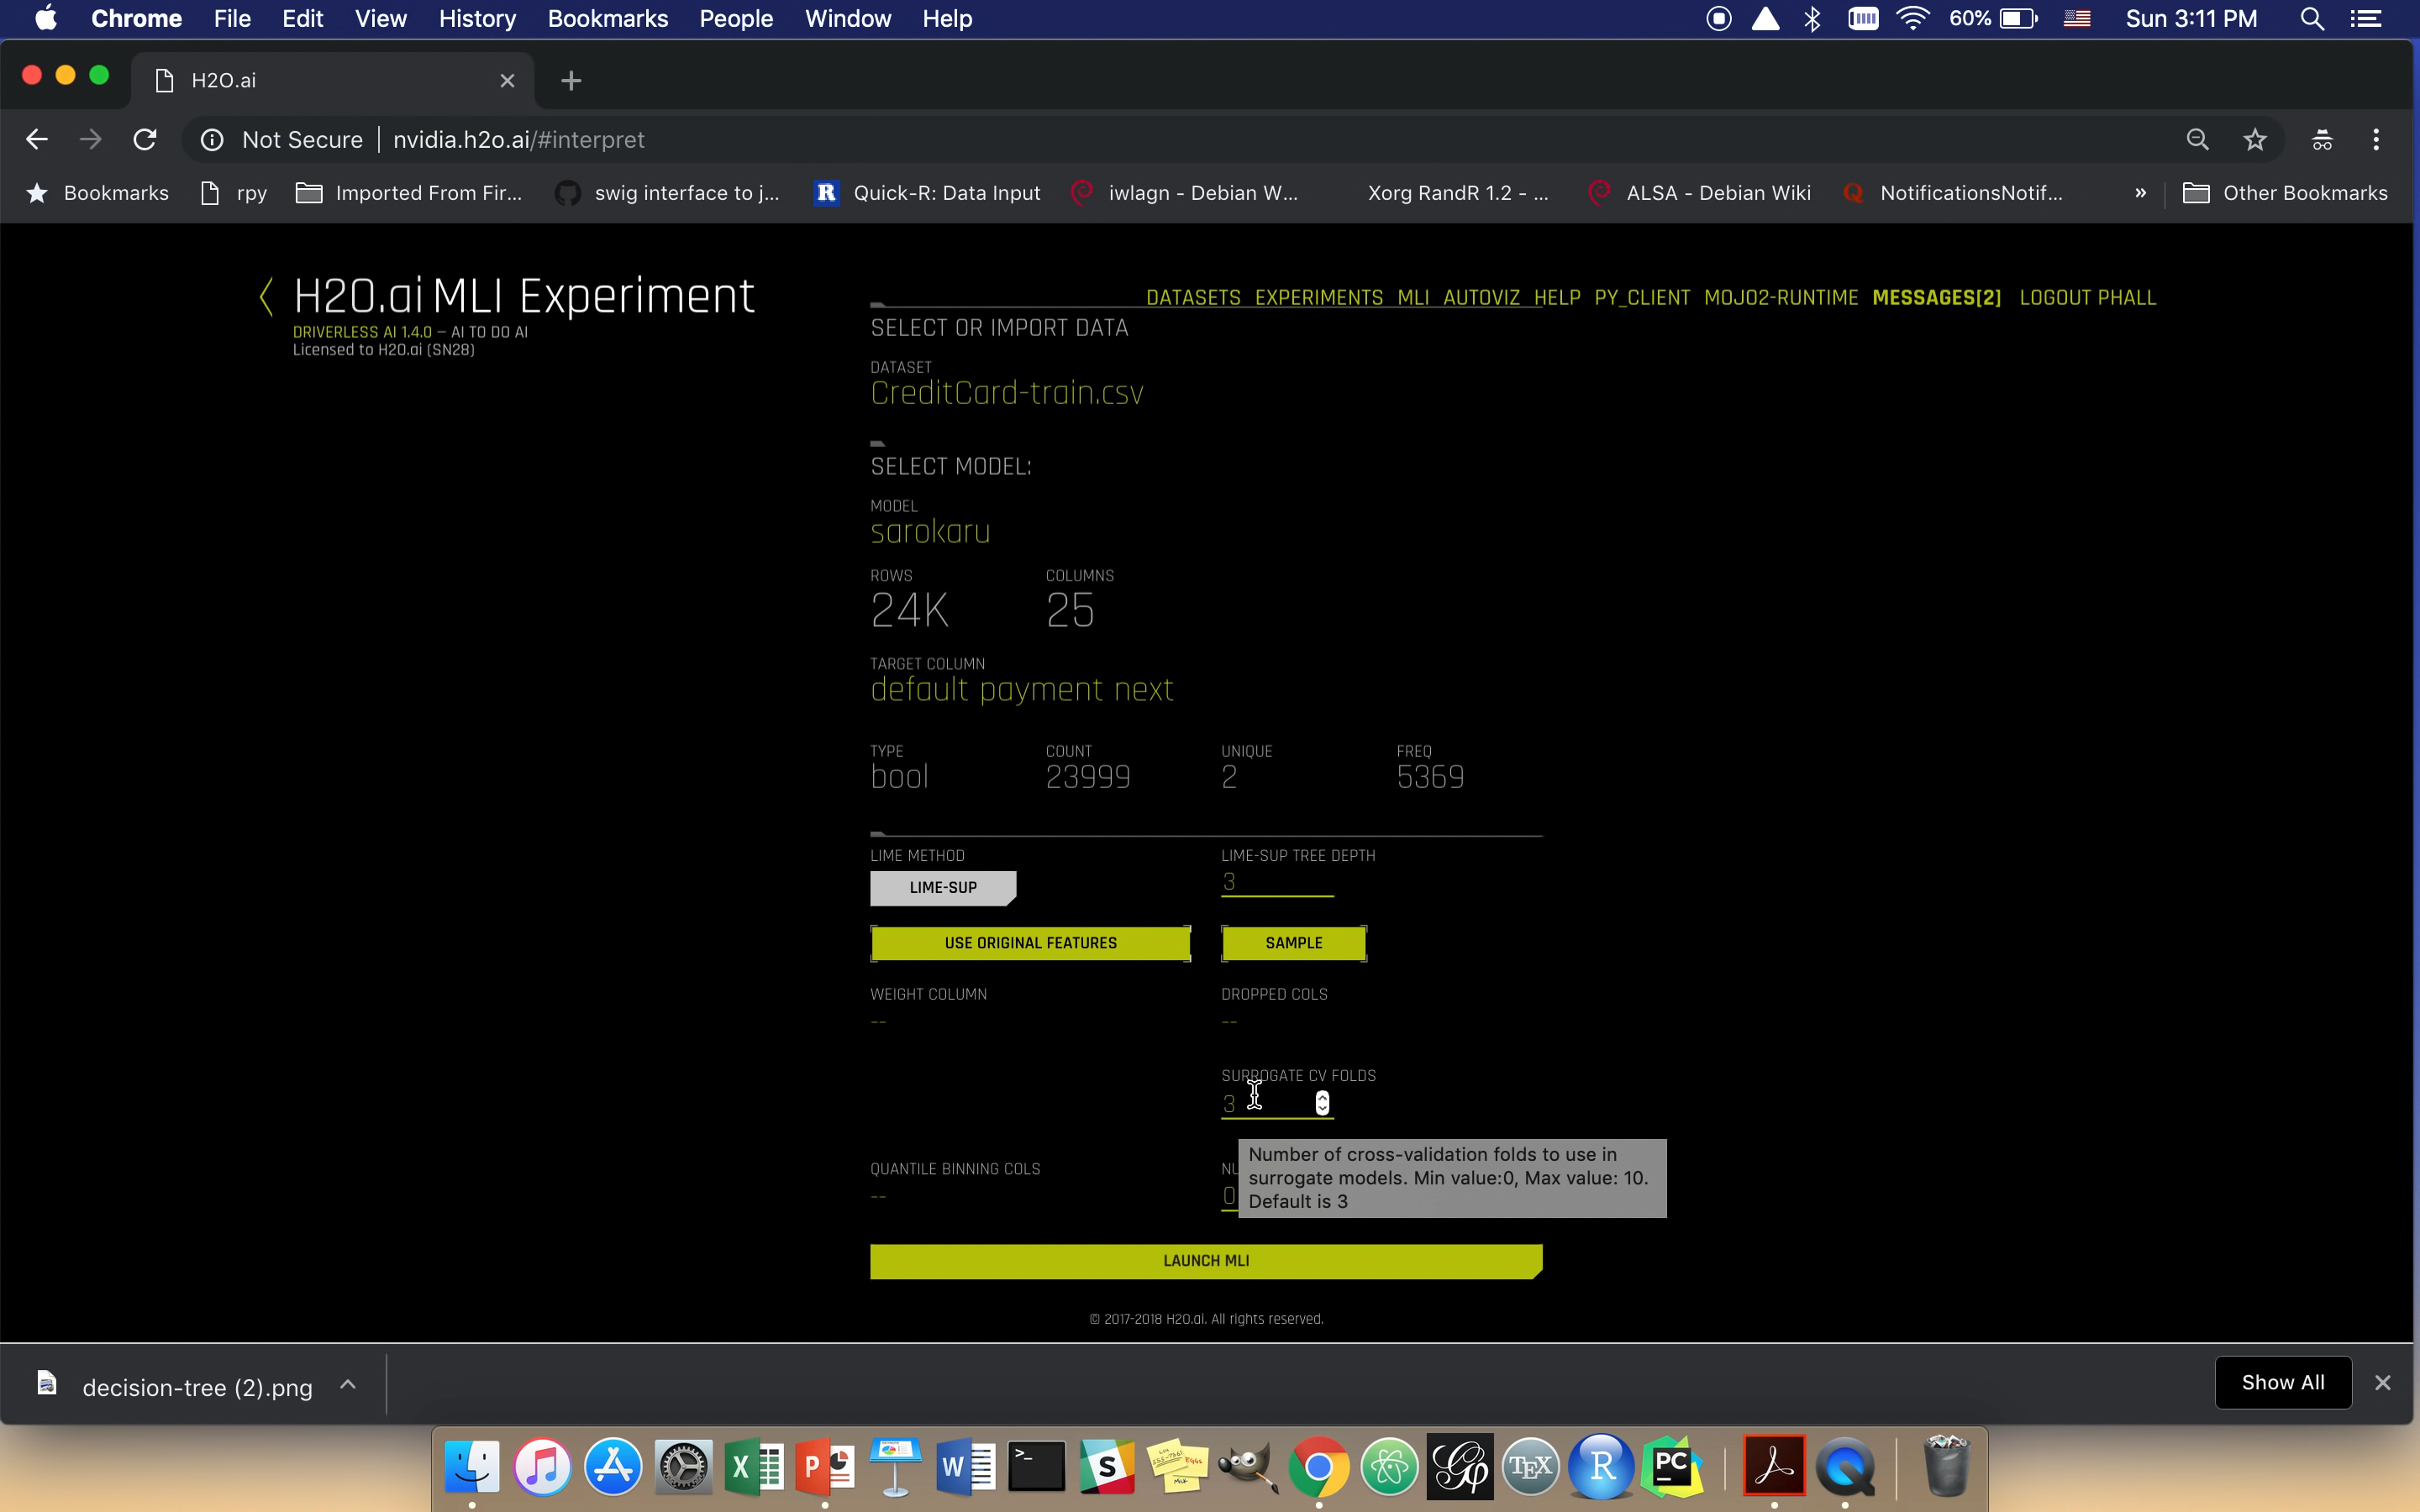 Chrome File Edit View History Bookmarks People Window Help 60% Sun 3:11 PM
H2O.ai
Not Secure nvidia.h2o.ai/#interpret
Bookmarks rpy Imported From Fir... swig interface to j... R Quick-R: Data Input iwlagn - Debian W... Xorg RandR 1.2 - ... ALSA - Debian Wiki NotificationsNotif... » Other Bookmarks
H2O.ai MLI Experiment
DRIVERLESS AI 1.4.0 – AI TO DO AI
Licensed to H2O.ai (SN28)
DATASETS EXPERIMENTS MLI AUTOVIZ HELP PY_CLIENT MOJO2-RUNTIME MESSAGES[2] LOGOUT PHALL
SELECT OR IMPORT DATA
DATASET
CreditCard-train.csv
SELECT MODEL:
MODEL
sarokaru
ROWS COLUMNS
24K 25
TARGET COLUMN
default payment next
TYPE COUNT UNIQUE FREQ
bool 23999 2 5369
LIME METHOD LIME-SUP TREE DEPTH
LIME-SUP 3
USE ORIGINAL FEATURES SAMPLE
WEIGHT COLUMN DROPPED COLS
-- --
SURROGATE CV FOLDS
3
Number of cross-validation folds to use in
surrogate models. Min value:0, Max value: 10.
Default is 3
QUANTILE BINNING COLS NU
-- 0
LAUNCH MLI
© 2017-2018 H2O.ai. All rights reserved.
decision-tree (2).png Show All
X P W >_ S TEX R PC